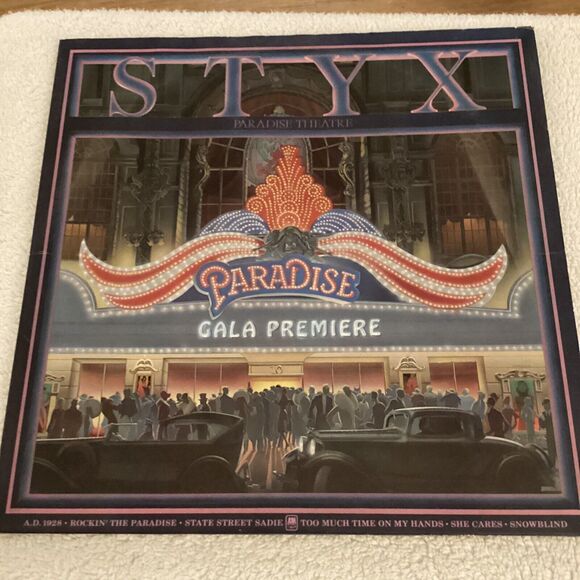 STYX
PARADISE THEATRE
PARADISE
GALA PREMIERE
10
A.D. 1928 • ROCKIN' THE PARADISE • STATE STREET SADIE • A&M • TOO MUCH TIME ON MY HANDS • SHE CARES • SNOWBLIND